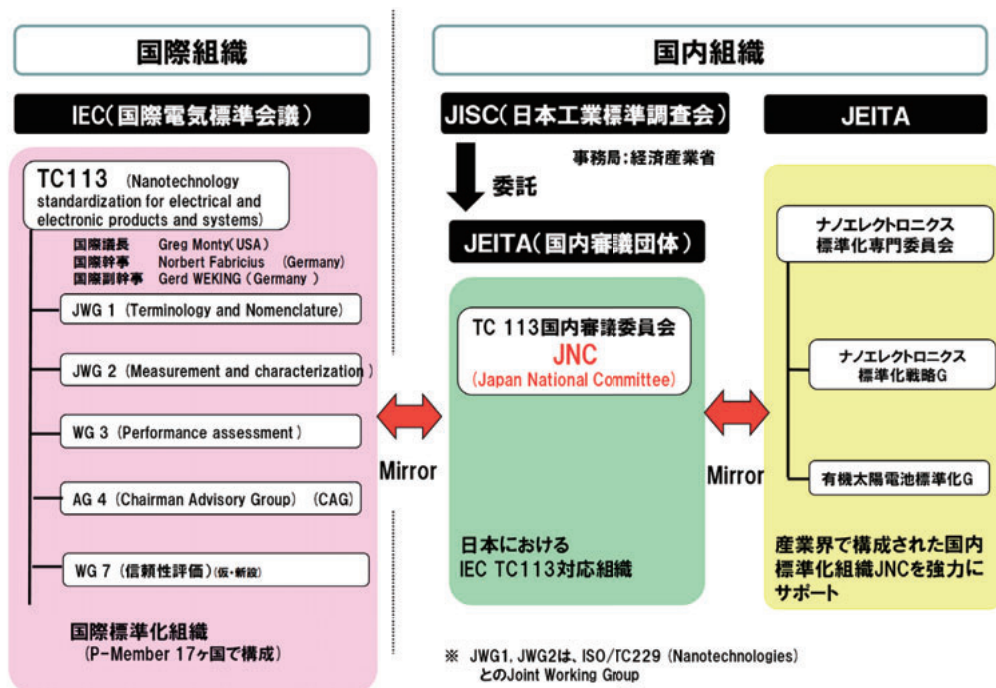 国際組織
IEC(国際電気標準会議)
TC113 (Nanotechnology
standardization for electrical and
electronic products and systems)
国際議長 Greg Monty(USA)
国際幹事 Norbert Fabricius (Germany)
国際副幹事 Gerd WEKING (Germany )
JWG 1 (Terminology and Nomenclature)
JWG 2 (Measurement and characterization )
WG 3 (Performance assessment )
AG 4 (Chairman Advisory Group) (CAG)
WG 7 (信頼性評価)(仮・新設)
国際標準化組織
(P-Member 17ヶ国で構成)
Mirror
国内組織
JISC(日本工業標準調査会)
事務局:経済産業省
委託
JEITA(国内審議団体)
TC 113国内審議委員会
JNC
(Japan National Committee)
日本における
IEC TC113対応組織
Mirror
JEITA
ナノエレクトロニクス
標準化専門委員会
ナノエレクトロニクス
標準化戦略G
有機太陽電池標準化G
産業界で構成された国内
標準化組織JNCを強力に
サポート
※ JWG1, JWG2は、ISO/TC229 (Nanotechnologies)
とのJoint Working Group